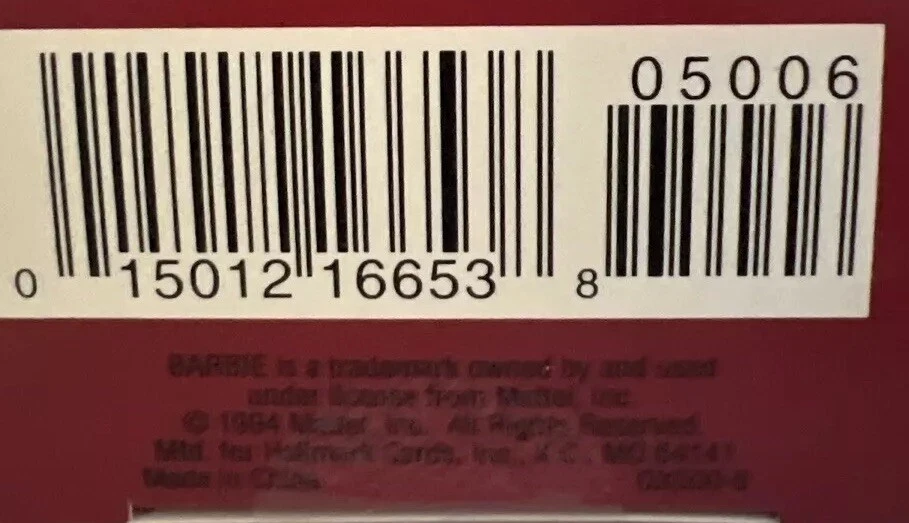 05006
0 15012 16653 8
BARBIE is a trademark owned by and used
under license from Mattel, Inc.
© 1994 Mattel, Inc. All Rights Reserved.
Mfd. for Hallmark Cards, Inc., K.C., MO 64141
Made in China